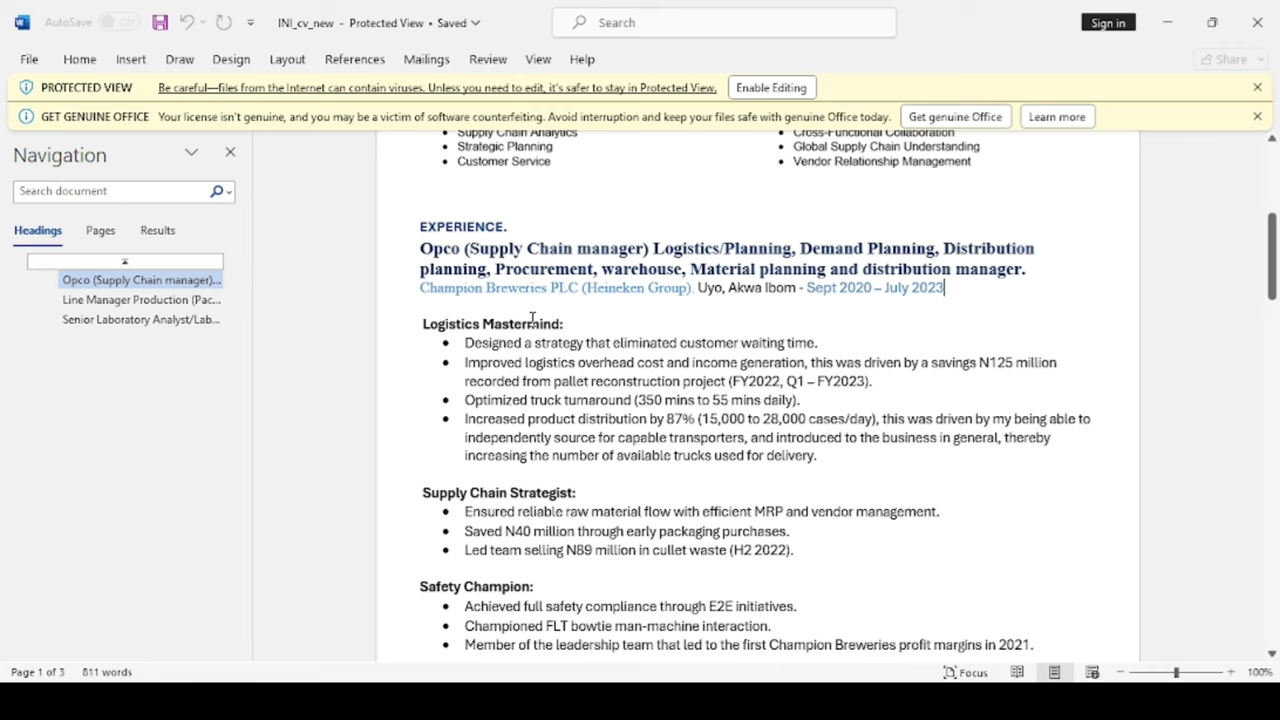 AutoSave Off INI_cv_new - Protected View • Saved Search Sign in
File Home Insert Draw Design Layout References Mailings Review View Help Share
PROTECTED VIEW Be careful—files from the Internet can contain viruses. Unless you need to edit, it's safer to stay in Protected View. Enable Editing
GET GENUINE OFFICE Your license isn't genuine, and you may be a victim of software counterfeiting. Avoid interruption and keep your files safe with genuine Office today. Get genuine Office Learn more
Navigation
Search document
Headings Pages Results
Opco (Supply Chain manager)...
Line Manager Production (Pac...
Senior Laboratory Analyst/Lab...
• Supply Chain Analytics
• Strategic Planning
• Customer Service
• Cross-Functional Collaboration
• Global Supply Chain Understanding
• Vendor Relationship Management
EXPERIENCE.
Opco (Supply Chain manager) Logistics/Planning, Demand Planning, Distribution
planning, Procurement, warehouse, Material planning and distribution manager.
Champion Breweries PLC (Heineken Group). Uyo, Akwa Ibom - Sept 2020 – July 2023
Logistics Mastermind:
• Designed a strategy that eliminated customer waiting time.
• Improved logistics overhead cost and income generation, this was driven by a savings N125 million
recorded from pallet reconstruction project (FY2022, Q1 – FY2023).
• Optimized truck turnaround (350 mins to 55 mins daily).
• Increased product distribution by 87% (15,000 to 28,000 cases/day), this was driven by my being able to
independently source for capable transporters, and introduced to the business in general, thereby
increasing the number of available trucks used for delivery.
Supply Chain Strategist:
• Ensured reliable raw material flow with efficient MRP and vendor management.
• Saved N40 million through early packaging purchases.
• Led team selling N89 million in cullet waste (H2 2022).
Safety Champion:
• Achieved full safety compliance through E2E initiatives.
• Championed FLT bowtie man-machine interaction.
• Member of the leadership team that led to the first Champion Breweries profit margins in 2021.
Page 1 of 3 811 words Focus 100%